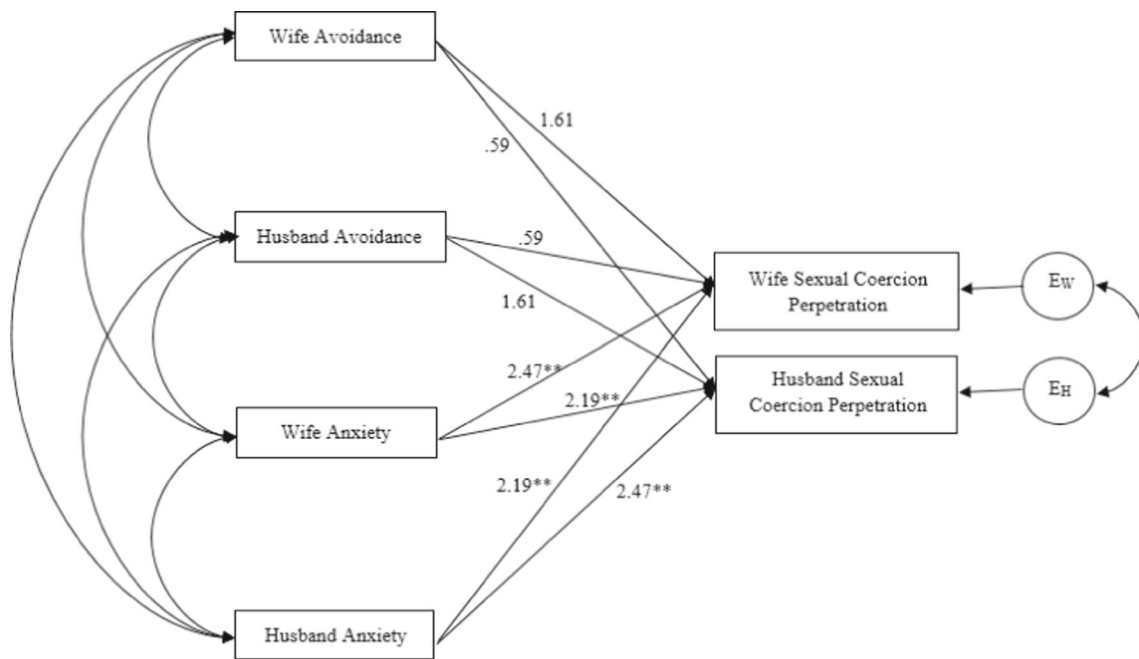 Wife Avoidance
1.61
.59
Husband Avoidance
.59
Wife Sexual Coercion
Perpetration
EW
1.61
2.47**
Husband Sexual
Coercion Perpetration
EH
2.19**
Wife Anxiety
2.19**
2.47**
Husband Anxiety